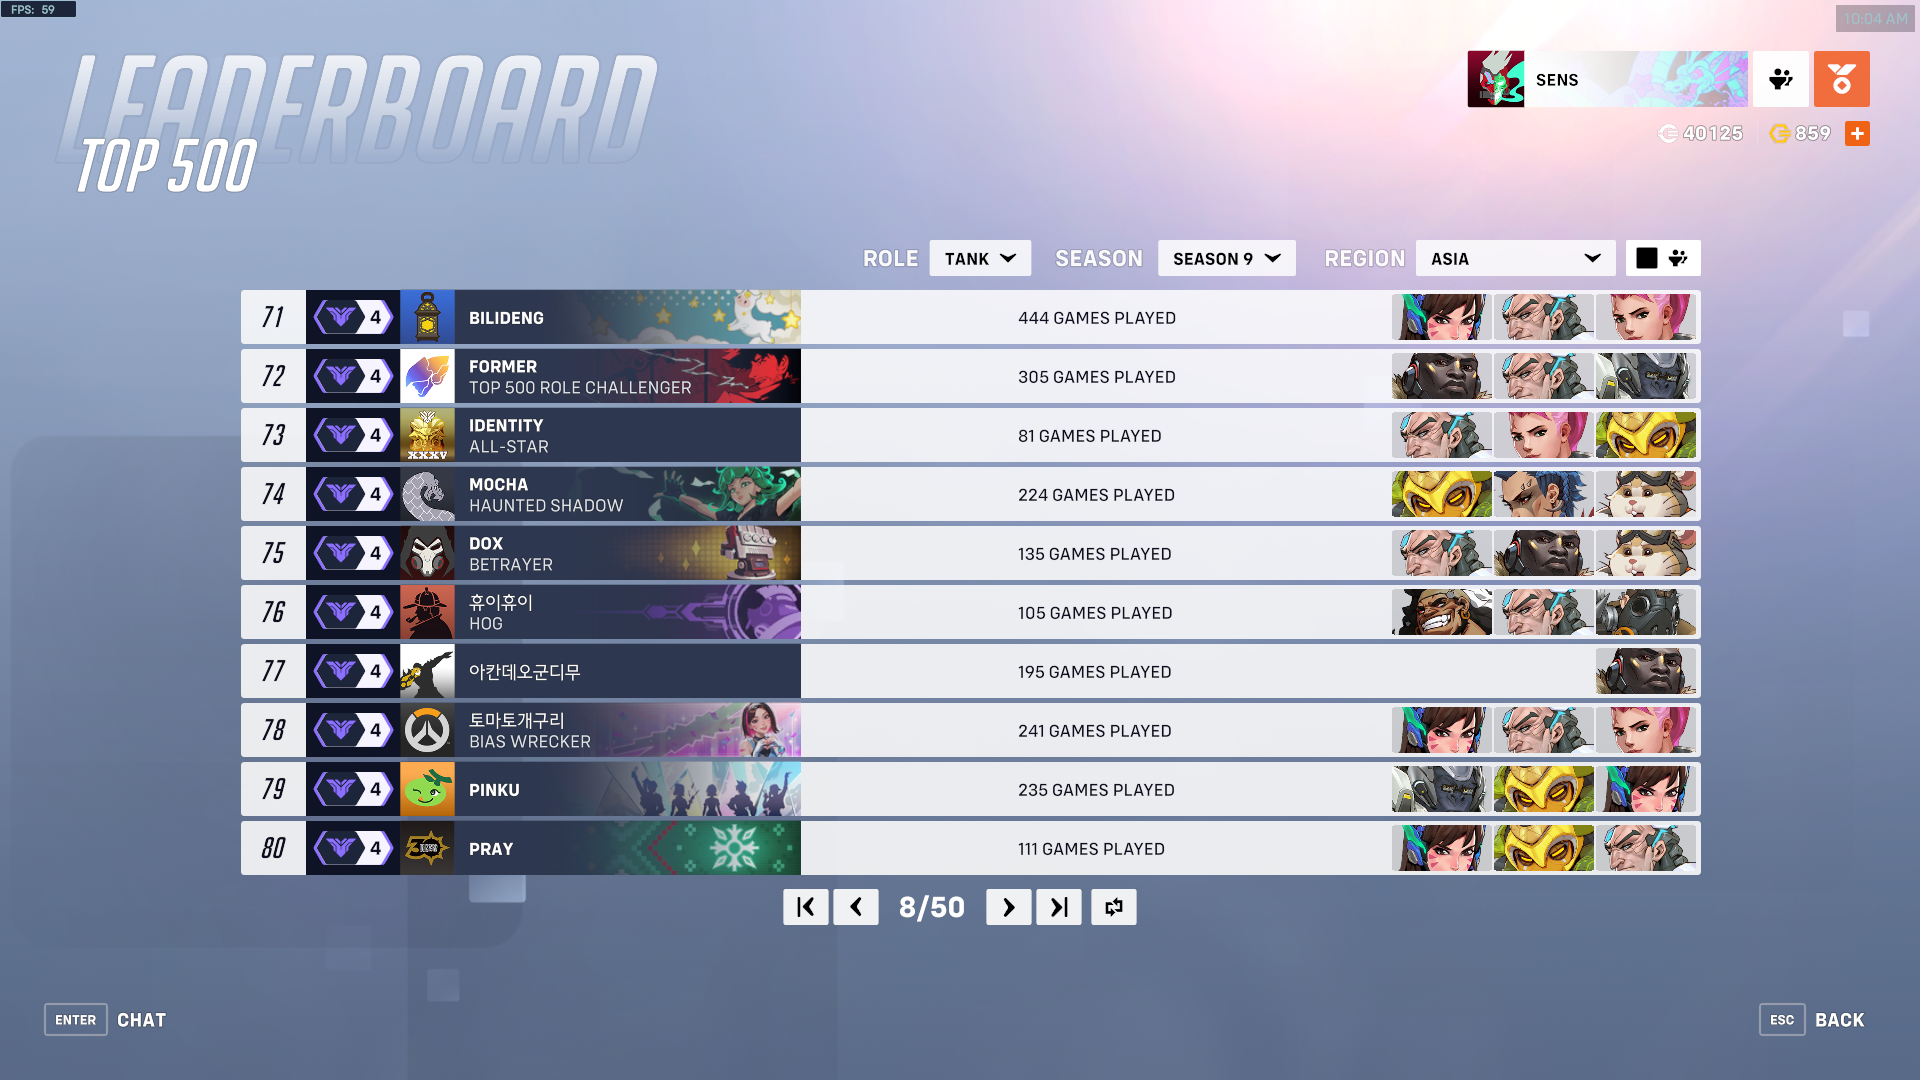 FPS: 59
10:04 AM
LEADERBOARD
TOP 500
SENS
40125
859
ROLE TANK SEASON SEASON 9 REGION ASIA
71 4 BILIDENG 444 GAMES PLAYED
72 4 FORMER 305 GAMES PLAYED
TOP 500 ROLE CHALLENGER
73 4 IDENTITY 81 GAMES PLAYED
ALL-STAR
XXXV
74 4 MOCHA 224 GAMES PLAYED
HAUNTED SHADOW
75 4 DOX 135 GAMES PLAYED
BETRAYER
76 4 휴이휴이 105 GAMES PLAYED
HOG
77 4 아칸데오군디무 195 GAMES PLAYED
78 4 토마토개구리 241 GAMES PLAYED
BIAS WRECKER
79 4 PINKU 235 GAMES PLAYED
80 4 PRAY 111 GAMES PLAYED
8/50
ENTER CHAT
ESC BACK